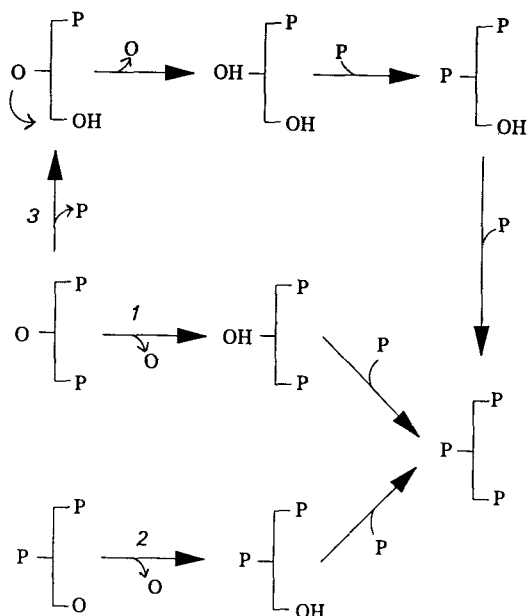 P P P
O O P
O OH P
OH OH OH
3 P P
P P
O 1 OH P
P O P P
P
P P
P P
P 2 P P
O O OH